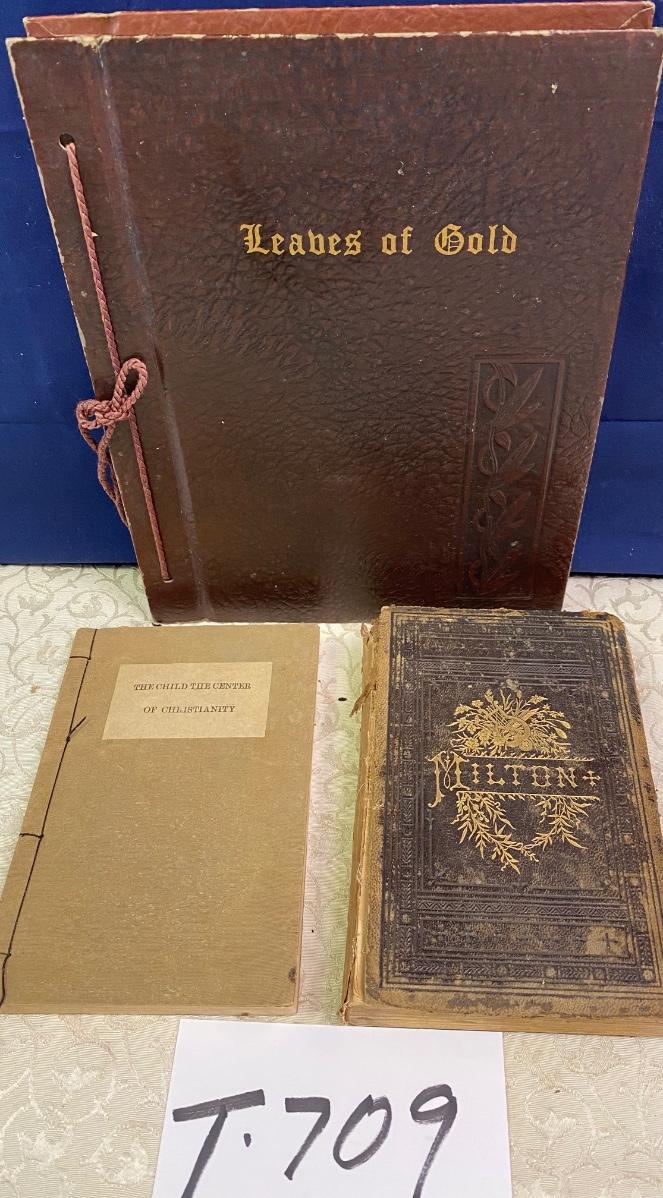 Leaves of Gold
THE CHILD THE CENTER
OF CHRISTIANITY
MILTON
T.709